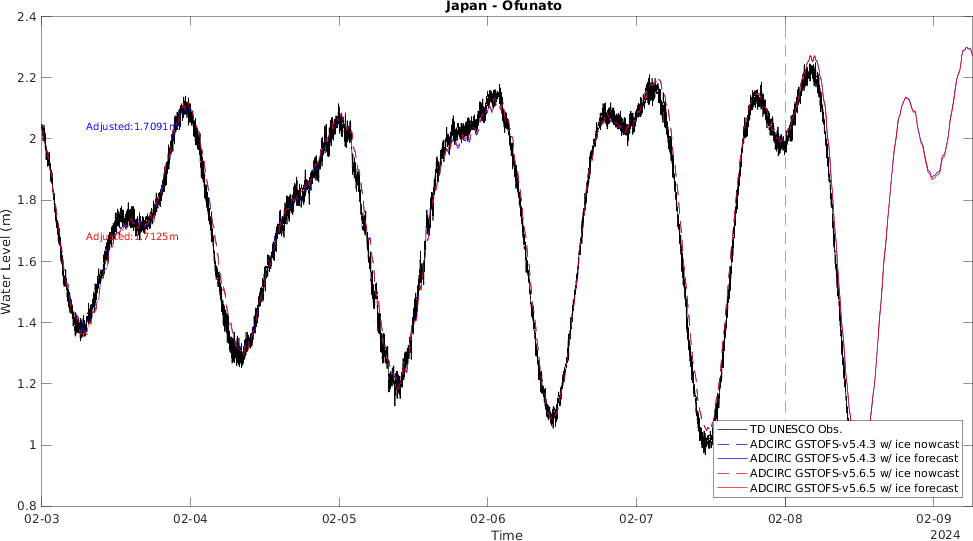 Japan - Ofunato
2.4
2.2
2
1.8
1.6
1.4
1.2
1
0.8
Water Level (m)
Adjusted:1.7091m
Adjusted:1.7125m
TD UNESCO Obs.
ADCIRC GSTOFS-v5.4.3 w/ ice nowcast
ADCIRC GSTOFS-v5.4.3 w/ ice forecast
ADCIRC GSTOFS-v5.6.5 w/ ice nowcast
ADCIRC GSTOFS-v5.6.5 w/ ice forecast
02-03 02-04 02-05 02-06 02-07 02-08 02-09
Time
2024